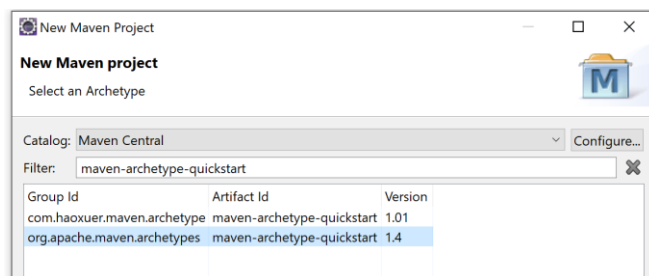 New Maven Project
New Maven project
Select an Archetype
M
Catalog: Maven Central Configure...
Filter: maven-archetype-quickstart
Group Id Artifact Id Version
com.haoxuer.maven.archetype maven-archetype-quickstart 1.01
org.apache.maven.archetypes maven-archetype-quickstart 1.4